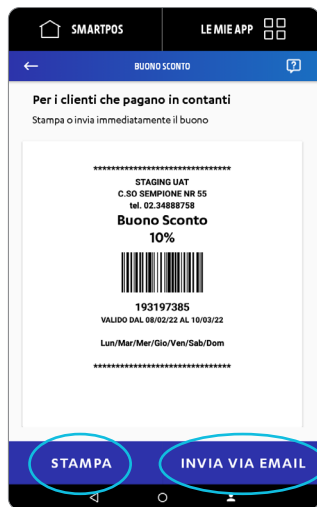 SMARTPOS LE MIE APP
BUONO SCONTO
Per i clienti che pagano in contanti
Stampa o invia immediatamente il buono
*******************************
STAGING UAT
C.SO SEMPIONE NR 55
tel. 02.34888758
Buono Sconto
10%
193197385
VALIDO DAL 08/02/22 AL 10/03/22
Lun/Mar/Mer/Gio/Ven/Sab/Dom
*******************************
STAMPA INVIA VIA EMAIL